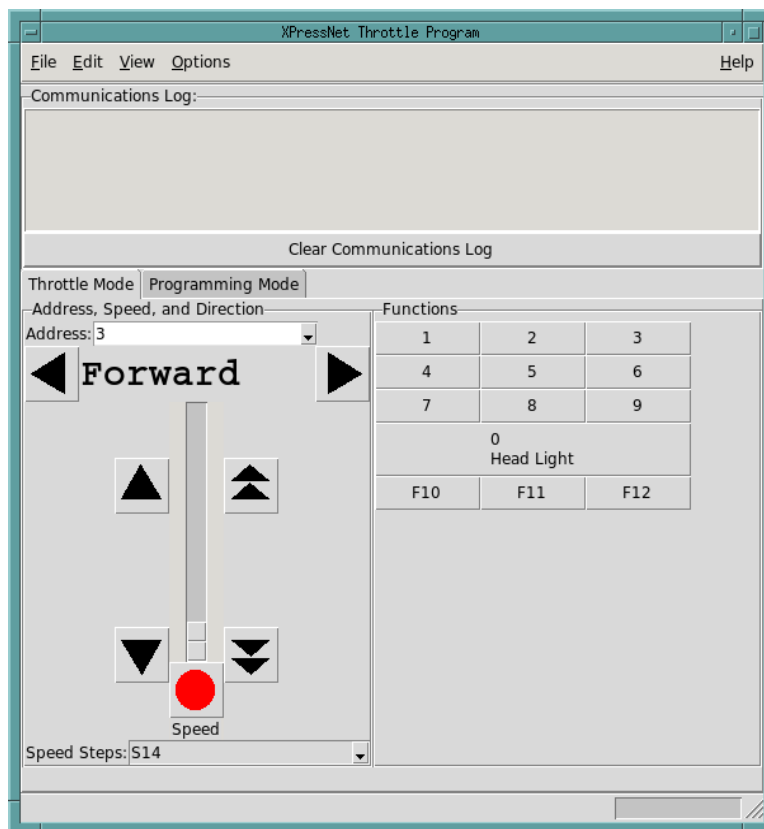 XPressNet Throttle Program
File Edit View Options Help
Communications Log:
Clear Communications Log
Throttle Mode Programming Mode
Address, Speed, and Direction
Address: 3
Forward
Speed
Speed Steps: S14
Functions
1 2 3
4 5 6
7 8 9
0
Head Light
F10 F11 F12